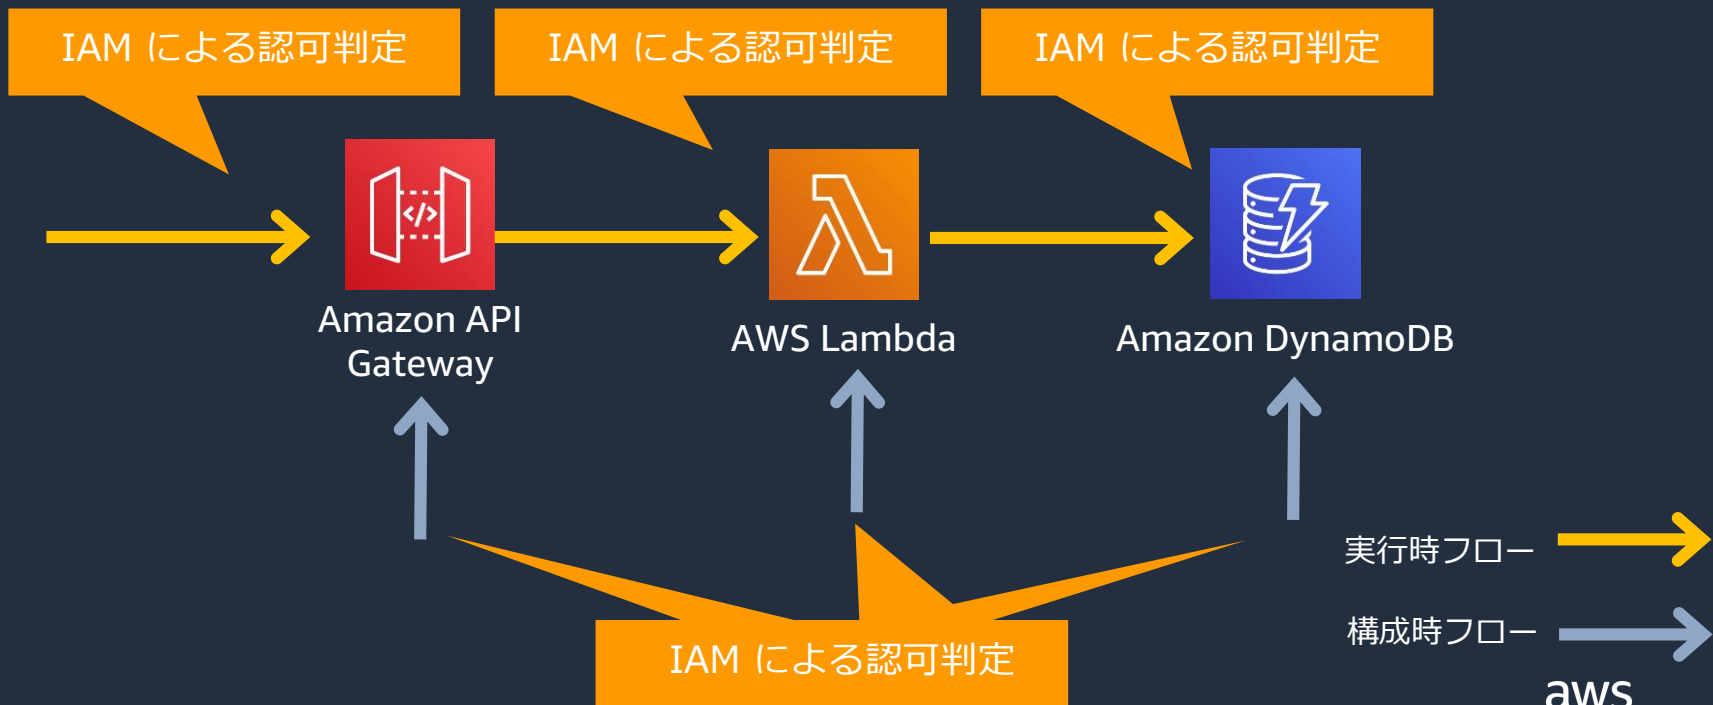 IAM による認可判定
IAM による認可判定
IAM による認可判定
</>
Amazon API
Gateway
AWS Lambda
Amazon DynamoDB
実行時フロー
構成時フロー
IAM による認可判定
aws